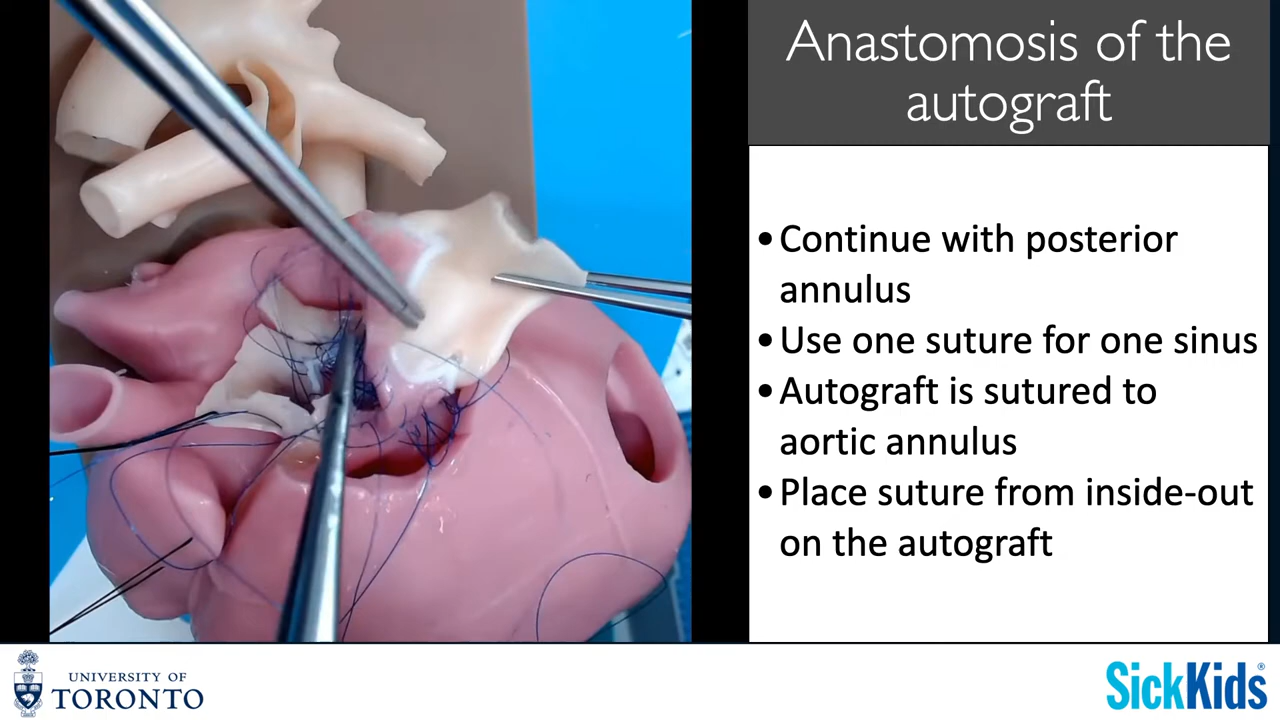 Anastomosis of the
autograft
• Continue with posterior
annulus
• Use one suture for one sinus
• Autograft is sutured to
aortic annulus
• Place suture from inside-out
on the autograft
UNIVERSITY OF
TORONTO
SickKids®